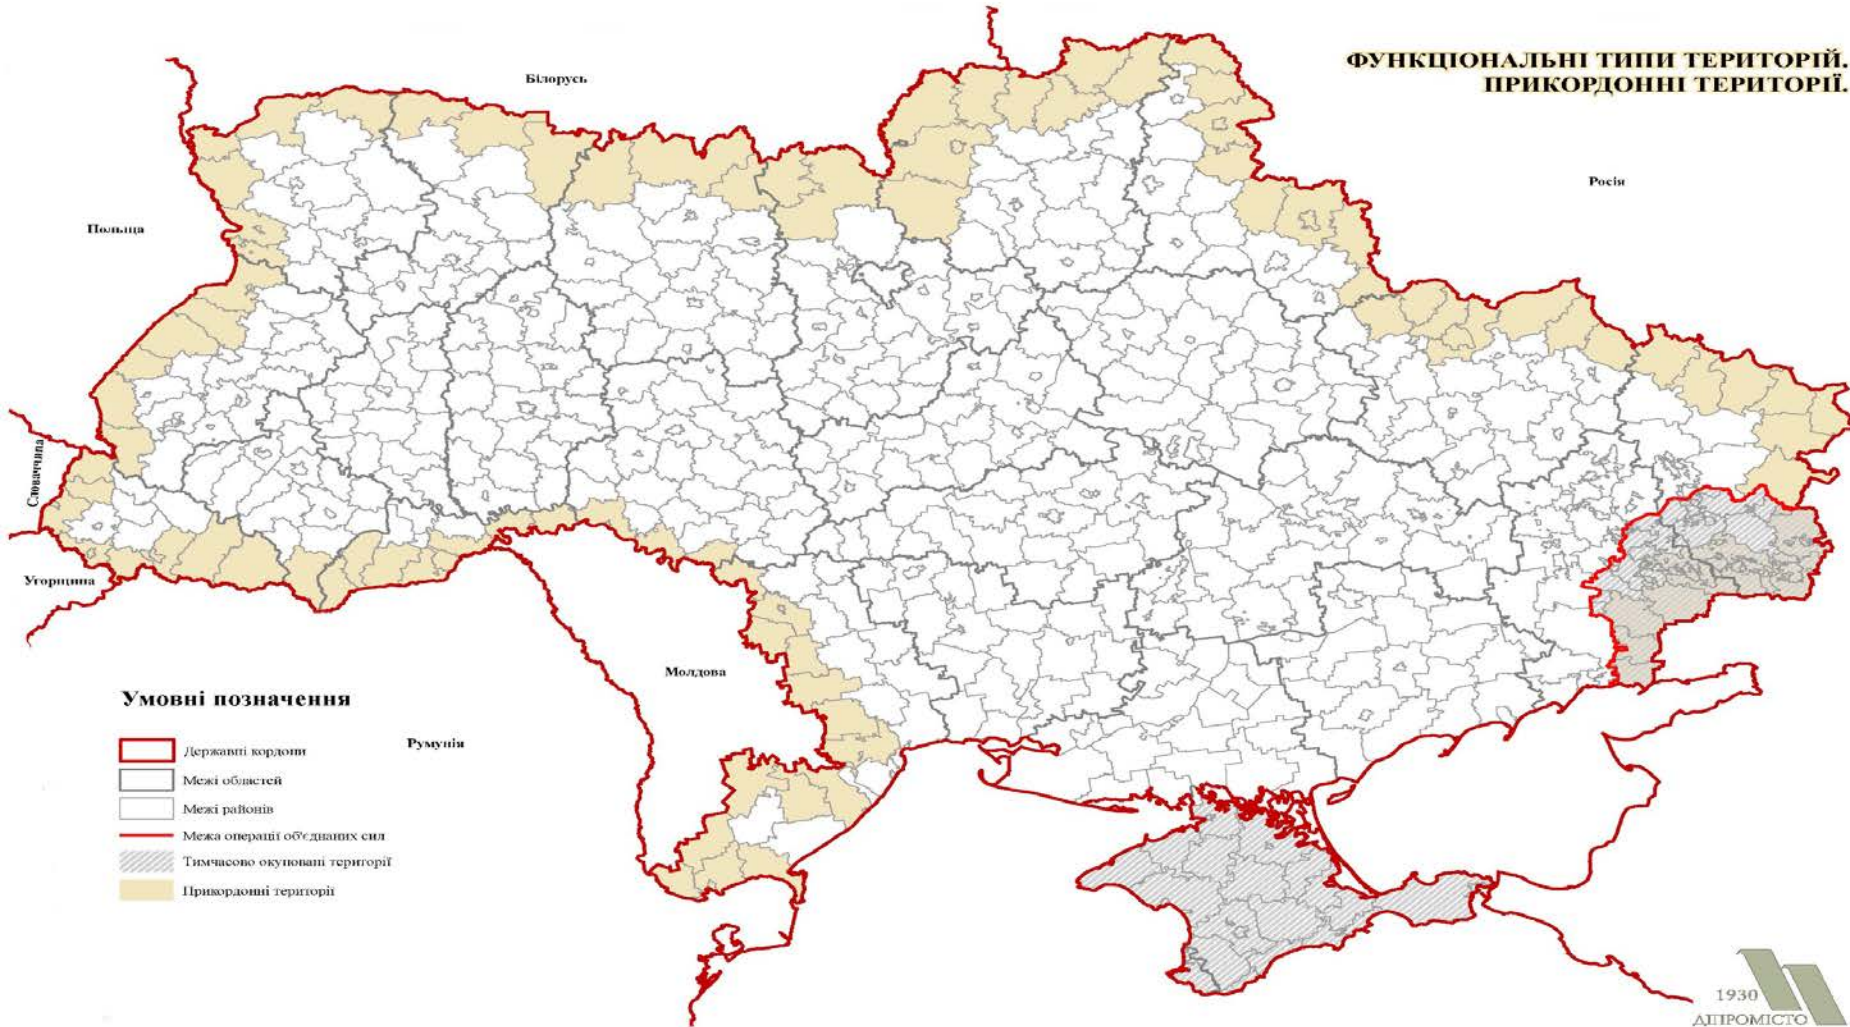 ФУНКЦІОНАЛЬНІ ТИПИ ТЕРИТОРІЙ.
ПРИКОРДОННІ ТЕРИТОРІЇ.
Білорусь
Росія
Польща
Словаччина
Угорщина
Молдова
Румунія
Умовні позначення
Державні кордони
Межі областей
Межі районів
Межа операції об'єднаних сил
Тимчасово окуповані території
Прикордонні території
1930
ДІПРОМІСТО